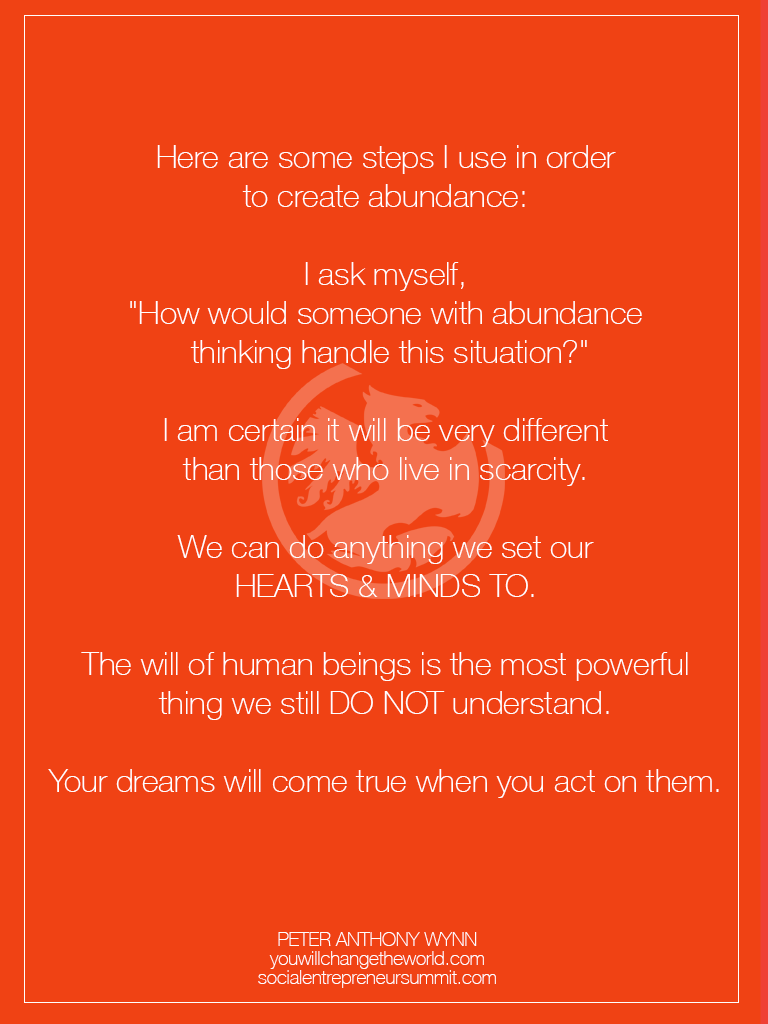 Here are some steps I use in order
to create abundance:
I ask myself,
"How would someone with abundance
thinking handle this situation?"
I am certain it will be very different
than those who live in scarcity.
We can do anything we set our
HEARTS & MINDS TO.
The will of human beings is the most powerful
thing we still DO NOT understand.
Your dreams will come true when you act on them.
PETER ANTHONY WYNN
youwillchangetheworld.com
socialentrepreneursummit.com